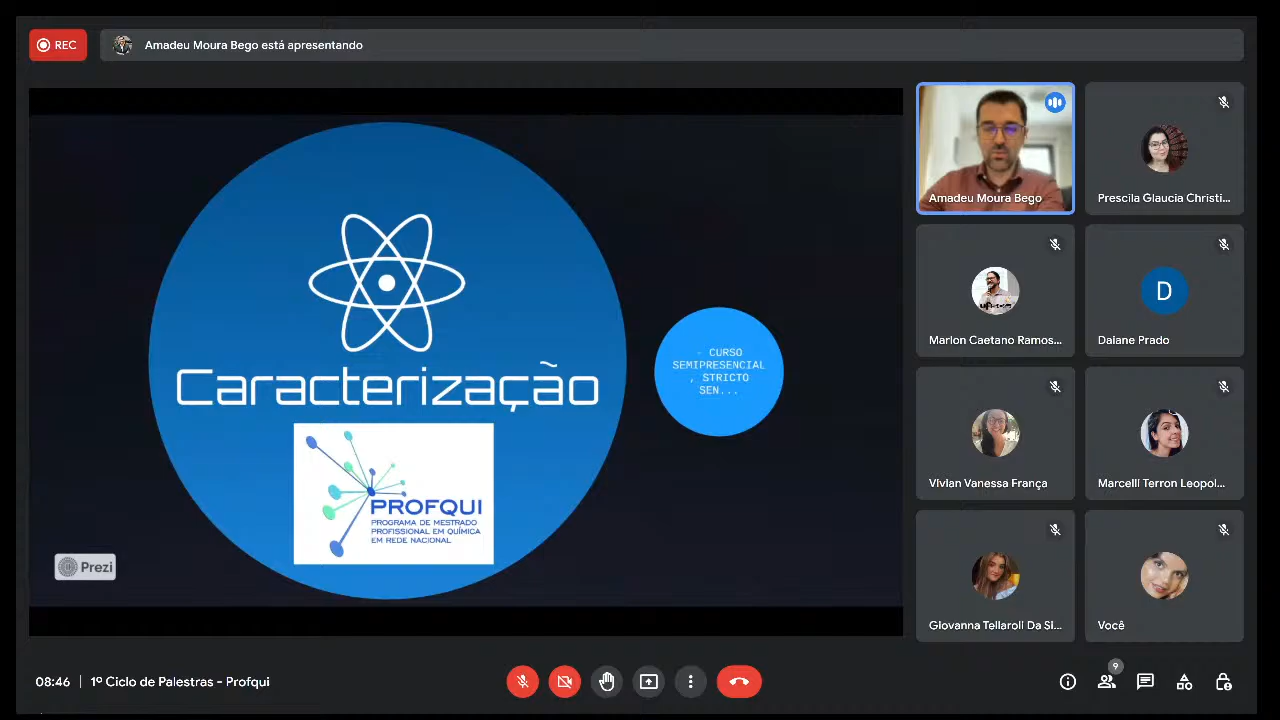 REC
Amadeu Moura Bego está apresentando
Caracterização
PROFQUI
PROGRAMA DE MESTRADO
PROFISSIONAL EM QUÍMICA
EM REDE NACIONAL
- CURSO
SEMIPRESENCIAL
, STRICTO
SEN...
Prezi
Amadeu Moura Bego
Prescila Glaucia Christi...
Marlon Caetano Ramos...
D
Daiane Prado
Vivian Vanessa França
Marcelli Terron Leopol...
Giovanna Tellaroli Da Si...
Você
08:46 | 1º Ciclo de Palestras - Profqui
9